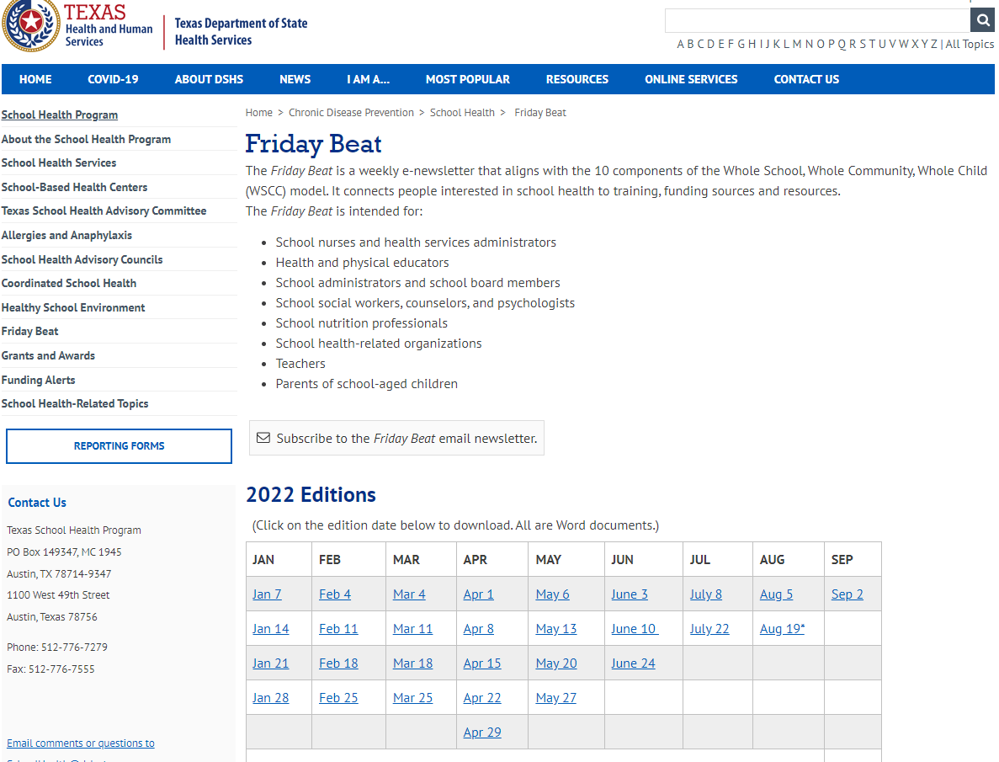 TEXAS
Health and Human
Services
Texas Department of State
Health Services
A B C D E F G H I J K L M N O P Q R S T U V W X Y Z | All Topics
HOME COVID-19 ABOUT DSHS NEWS I AM A... MOST POPULAR RESOURCES ONLINE SERVICES CONTACT US
School Health Program
About the School Health Program
School Health Services
School-Based Health Centers
Texas School Health Advisory Committee
Allergies and Anaphylaxis
School Health Advisory Councils
Coordinated School Health
Healthy School Environment
Friday Beat
Grants and Awards
Funding Alerts
School Health-Related Topics
REPORTING FORMS
Contact Us
Texas School Health Program
PO Box 149347, MC 1945
Austin, TX 78714-9347
1100 West 49th Street
Austin, Texas 78756
Phone: 512-776-7279
Fax: 512-776-7555
Email comments or questions to
Home > Chronic Disease Prevention > School Health > Friday Beat
Friday Beat
The Friday Beat is a weekly e-newsletter that aligns with the 10 components of the Whole School, Whole Community, Whole Child
(WSCC) model. It connects people interested in school health to training, funding sources and resources.
The Friday Beat is intended for:
• School nurses and health services administrators
• Health and physical educators
• School administrators and school board members
• School social workers, counselors, and psychologists
• School nutrition professionals
• School health-related organizations
• Teachers
• Parents of school-aged children
Subscribe to the Friday Beat email newsletter.
2022 Editions
(Click on the edition date below to download. All are Word documents.)
JAN FEB MAR APR MAY JUN JUL AUG SEP
Jan 7 Feb 4 Mar 4 Apr 1 May 6 June 3 July 8 Aug 5 Sep 2
Jan 14 Feb 11 Mar 11 Apr 8 May 13 June 10 July 22 Aug 19*
Jan 21 Feb 18 Mar 18 Apr 15 May 20 June 24
Jan 28 Feb 25 Mar 25 Apr 22 May 27
Apr 29